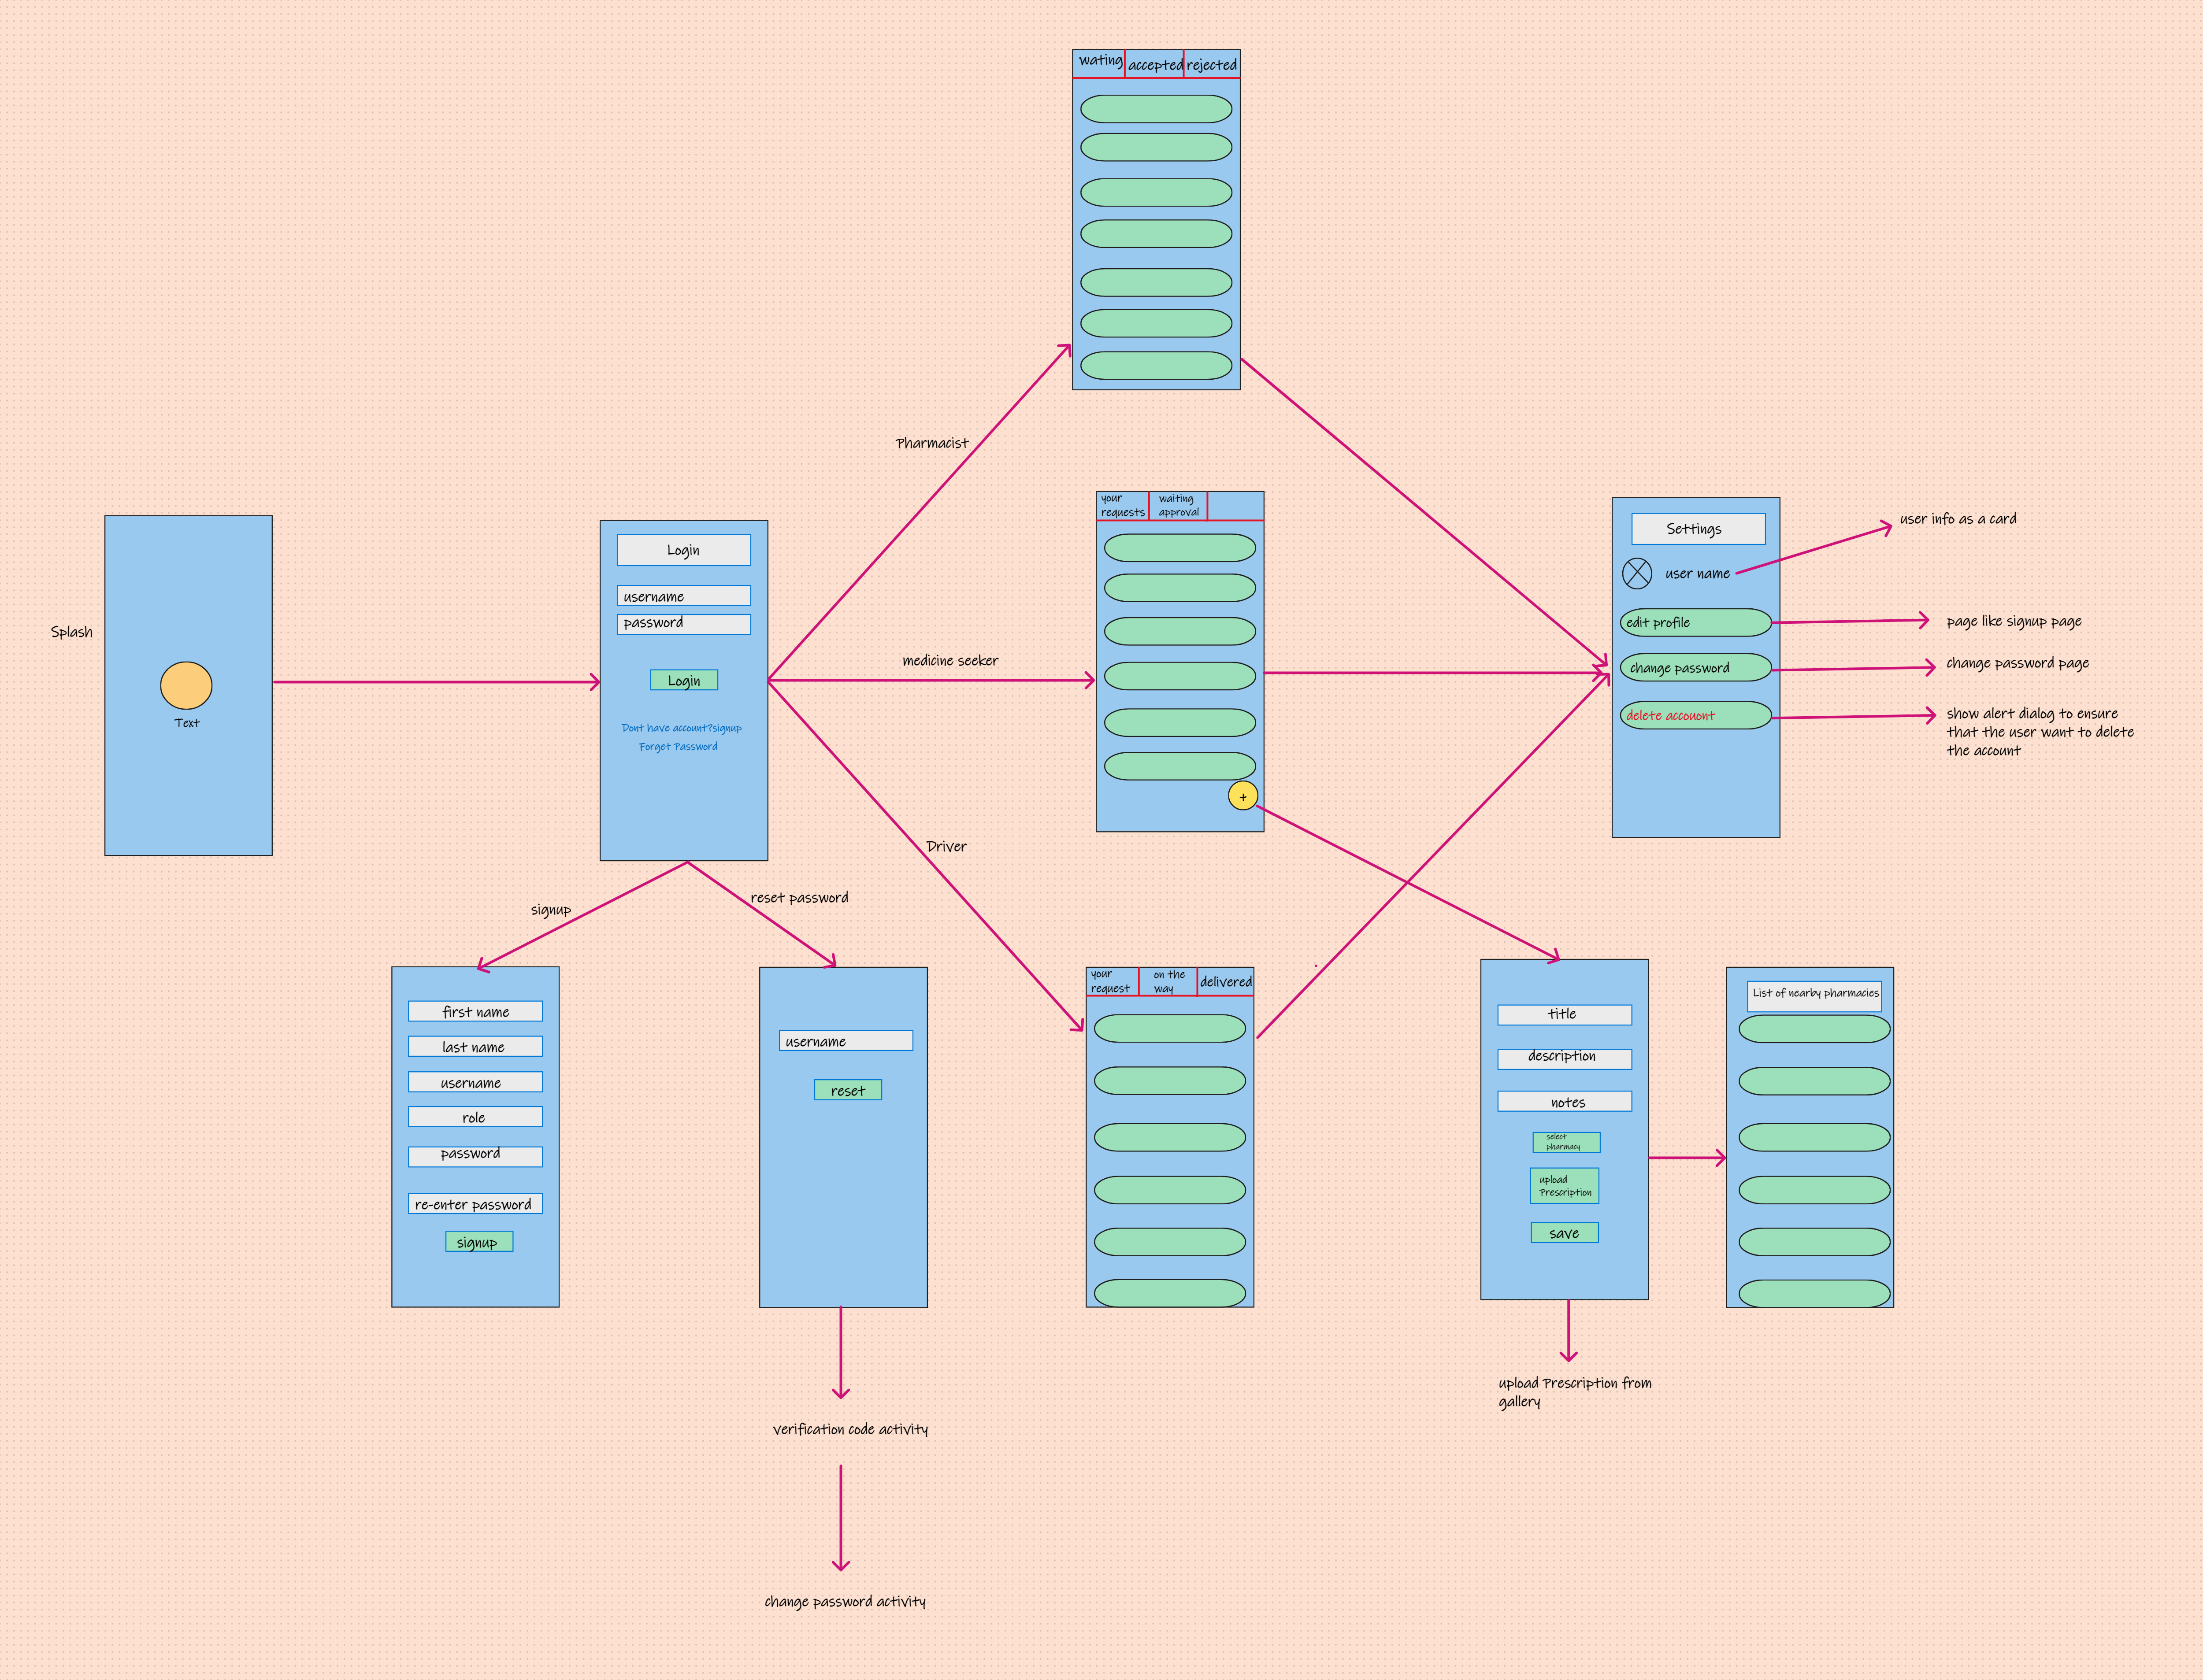 wating
accepted
rejected
Pharmacist
Splash
Text
Login
username
password
Login
Dont have account?signup
Forget Password
medicine seeker
your
requests
waiting
approval
+
Settings
user name
edit profile
change password
delete accouont
user info as a card
page like signup page
change password page
show alert dialog to ensure
that the user want to delete
the account
Driver
signup
reset password
first name
last name
username
role
password
re-enter password
signup
username
reset
verification code activity
change password activity
your
request
on the
way
delivered
title
description
notes
select
pharmacy
upload
Prescription
save
upload Prescription from
gallery
List of nearby pharmacies